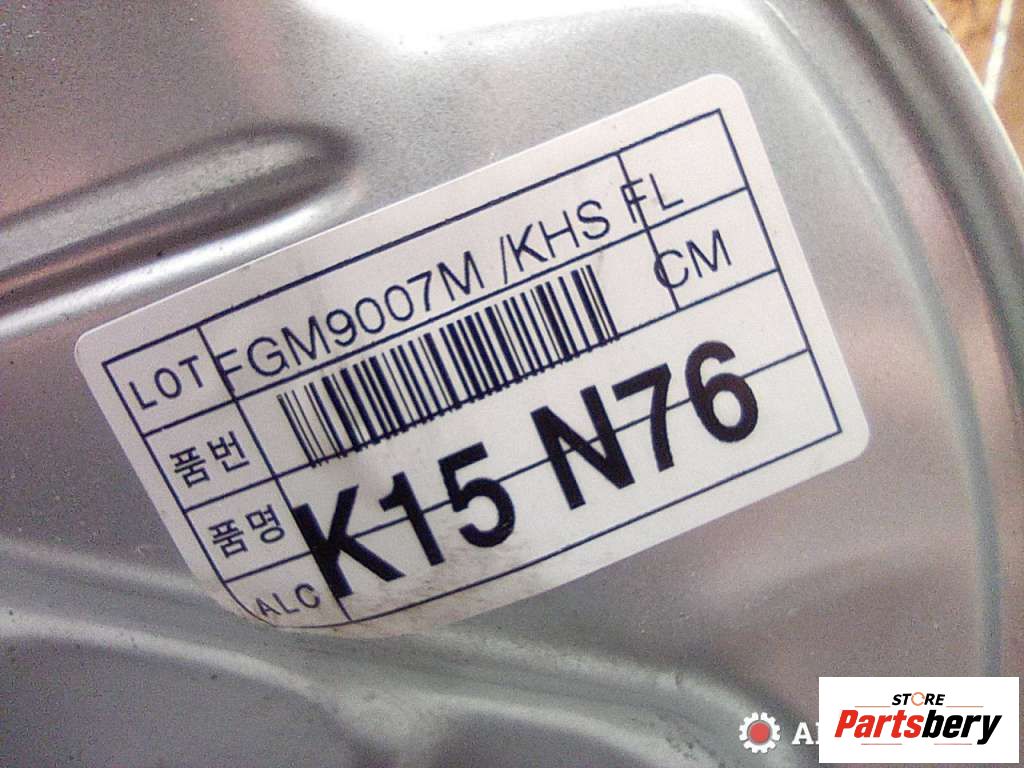 LOT FGM9007M /KHS FL
품번 CM
품명 K15 N76
ALC
STORE
Partsbery